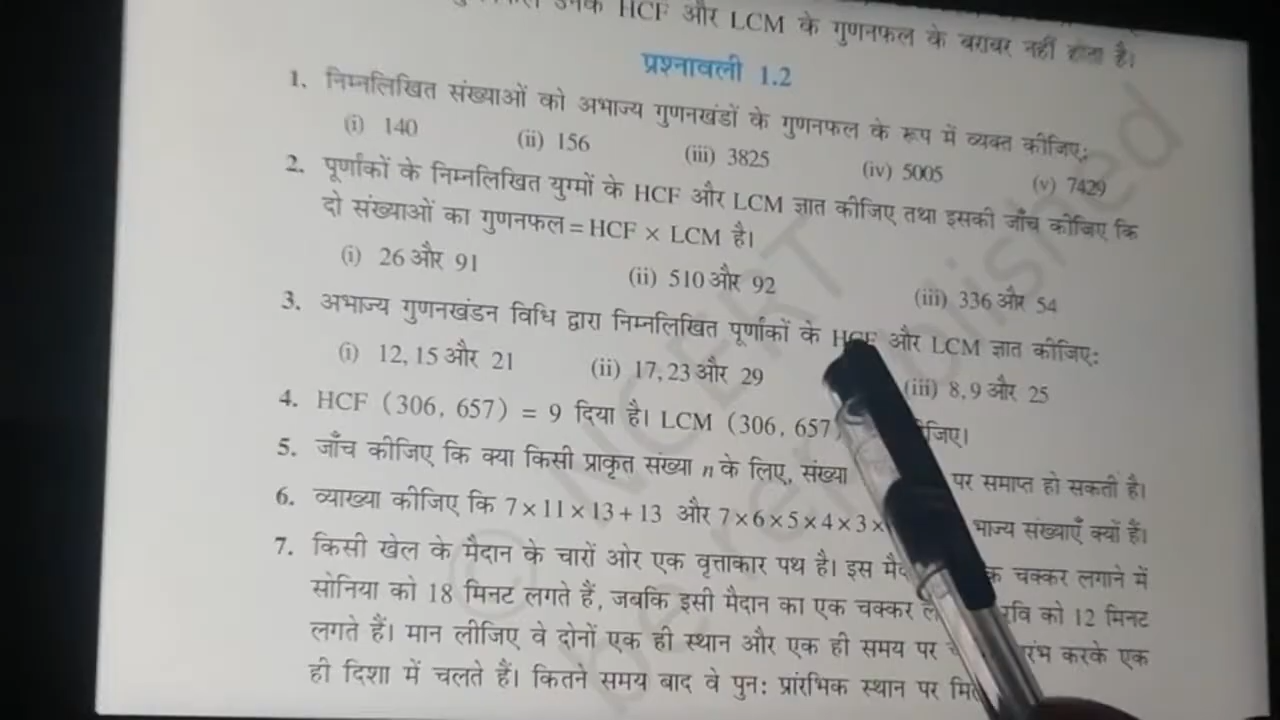 उनके HCF और LCM के गुणनफल के बराबर नहीं होता है।
प्रश्नावली 1.2
1. निम्नलिखित संख्याओं को अभाज्य गुणनखंडों के गुणनफल के रूप में व्यक्त कीजिए:
(i) 140 (ii) 156 (iii) 3825 (iv) 5005 (v) 7429
2. पूर्णांकों के निम्नलिखित युग्मों के HCF और LCM ज्ञात कीजिए तथा इसकी जाँच कीजिए कि
दो संख्याओं का गुणनफल = HCF × LCM है।
(i) 26 और 91 (ii) 510 और 92 (iii) 336 और 54
3. अभाज्य गुणनखंडन विधि द्वारा निम्नलिखित पूर्णांकों के HCF और LCM ज्ञात कीजिए:
(i) 12, 15 और 21 (ii) 17, 23 और 29 (iii) 8, 9 और 25
4. HCF (306, 657) = 9 दिया है। LCM (306, 657)
5. जाँच कीजिए कि क्या किसी प्राकृत संख्या n के लिए, संख्या पर समाप्त हो सकती है।
6. व्याख्या कीजिए कि 7 × 11 × 13 + 13 और 7 × 6 × 5 × 4 × 3 × संख्याएँ क्यों हैं।
7. किसी खेल के मैदान के चारों ओर एक वृत्ताकार पथ है। इस चक्कर लगाने में
सोनिया को 18 मिनट लगते हैं, जबकि इसी मैदान का एक चक्कर रवि को 12 मिनट
लगते हैं। मान लीजिए वे दोनों एक ही स्थान और एक ही समय पर करके एक
ही दिशा में चलते हैं। कितने समय बाद वे पुन: प्रारंभिक स्थान पर
© NCERT